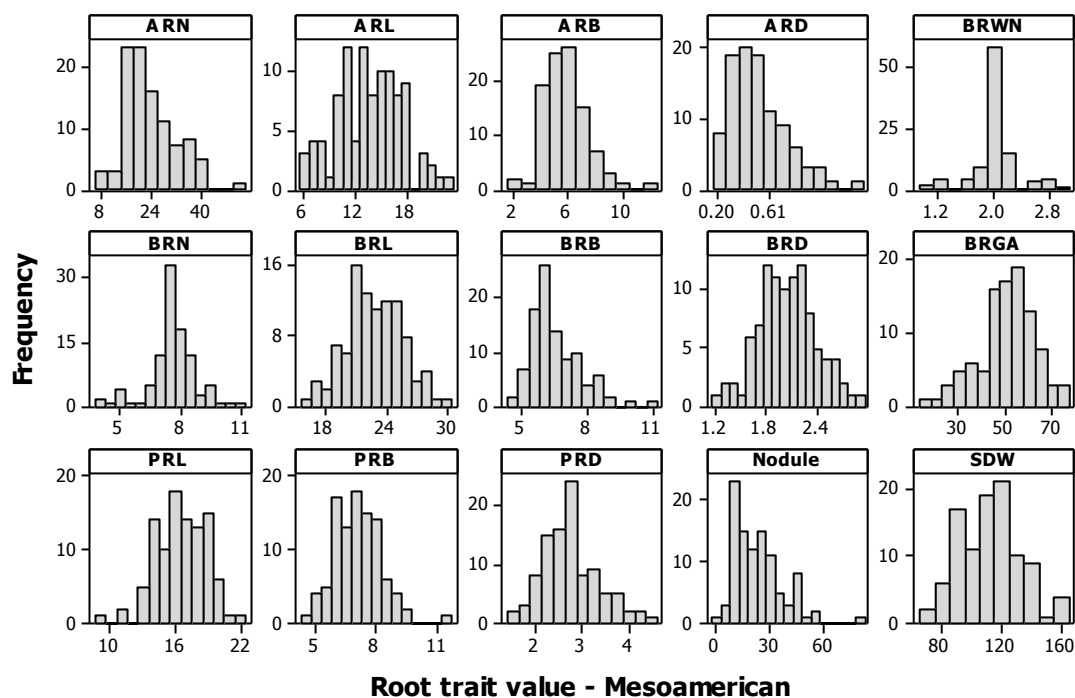 ARN ARL ARB ARD BRWN
20 10 20 20 50
10 5 10 10 25
0 0 0 0 0
8 24 40 6 12 18 2 6 10 0.20 0.61 1.2 2.0 2.8
BRN BRL BRB BRD BRGA
30 16 20 10 20
15 8 10 5 10
0 0 0 0 0
5 8 11 18 24 30 5 8 11 1.2 1.8 2.4 30 50 70
PRL PRB PRD Nodule SDW
20 20 20 20 20
10 10 10 10 10
0 0 0 0 0
10 16 22 5 8 11 2 3 4 0 30 60 80 120 160
Frequency
Root trait value - Mesoamerican